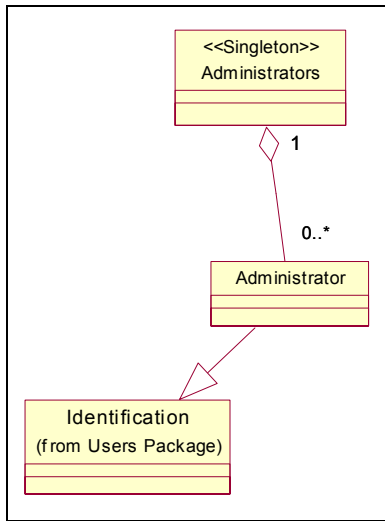 <<Singleton>>
Administrators
1
0..*
Administrator
Identification
(from Users Package)